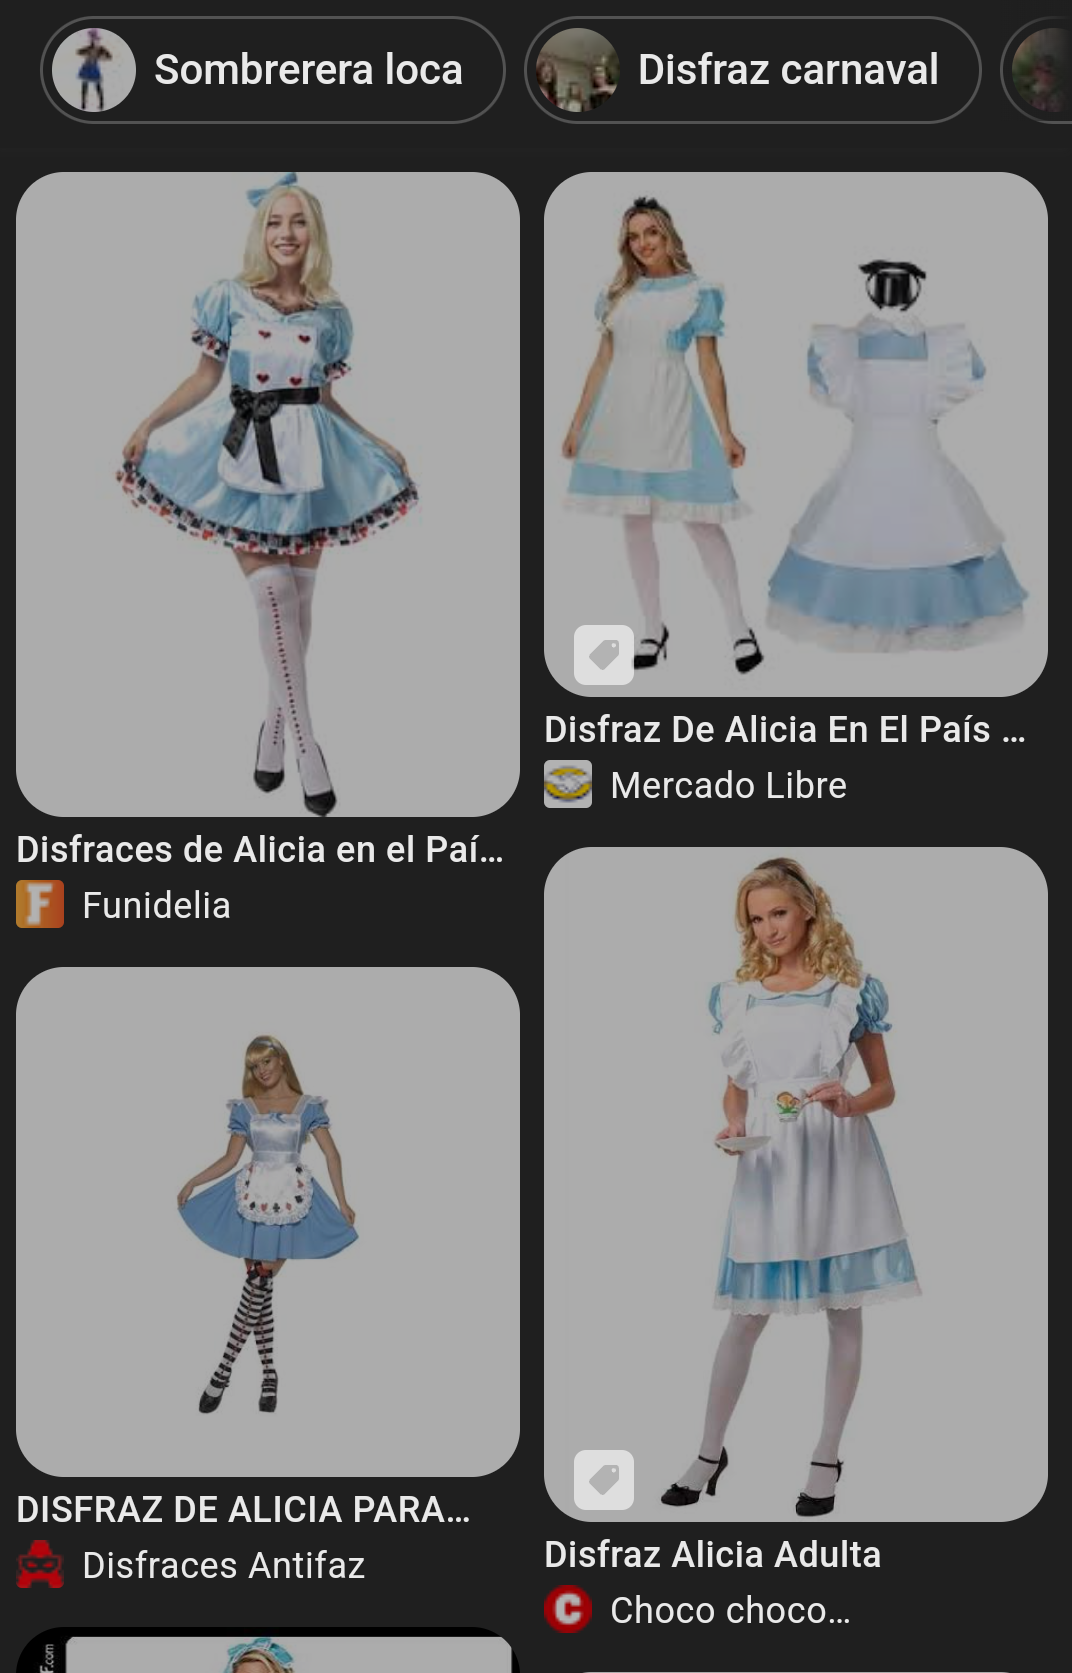 Sombrerera loca
Disfraz carnaval
Disfraces de Alicia en el Paí...
F Funidelia
Disfraz De Alicia En El País ...
Mercado Libre
DISFRAZ DE ALICIA PARA...
Disfraces Antifaz
Disfraz Alicia Adulta
C Choco choco...
F.com